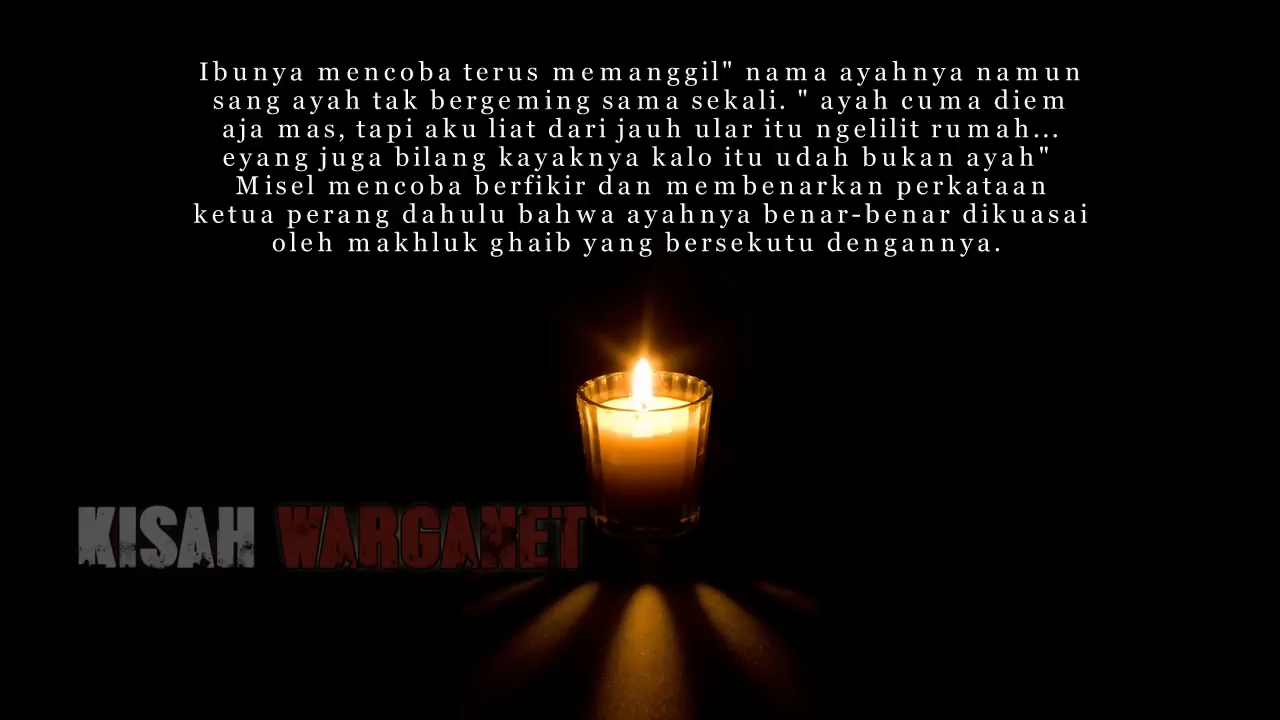 Ibunya mencoba terus memanggil" nama ayahnya namun
sang ayah tak bergeming sama sekali. " ayah cuma diem
aja mas, tapi aku liat dari jauh ular itu ngelilit rumah...
eyang juga bilang kayaknya kalo itu udah bukan ayah"
Misel mencoba berfikir dan membenarkan perkataan
ketua perang dahulu bahwa ayahnya benar-benar dikuasai
oleh makhluk ghaib yang bersekutu dengannya.
KISAH WARGANET